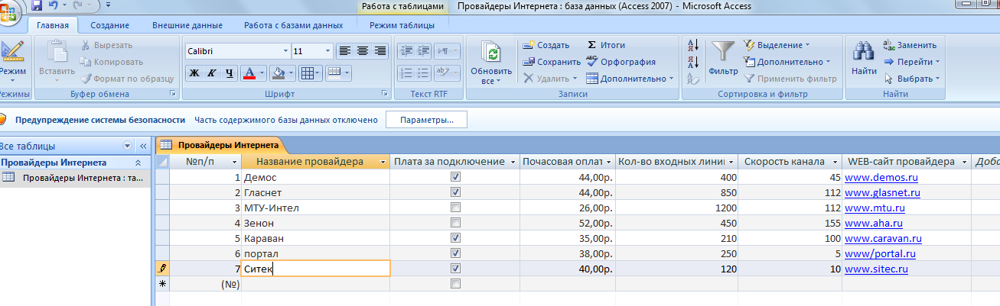 Работа с таблицами Провайдеры Интернета : база данных (Access 2007) - Microsoft Access
Главная Создание Внешние данные Работа с базами данных Режим таблицы
Режим Вставить Вырезать Копировать Формат по образцу
Calibri 11
Ж К Ч А
Обновить все Создать Сохранить Удалить Σ Итоги Орфография Дополнительно
Фильтр Выделение Дополнительно Применить фильтр
Найти Заменить Перейти Выбрать
Режимы Буфер обмена Шрифт Текст RTF Записи Сортировка и фильтр Найти
Предупреждение системы безопасности Часть содержимого базы данных отключено Параметры...
Все таблицы «
Провайдеры Интернета
Провайдеры Интернета : та...
Провайдеры Интернета
№п/п Название провайдера Плата за подключение Почасовая оплат Кол-во входных лини Скорость канала WEB-сайт провайдера Доба
1 Демос 44,00р. 400 45 www.demos.ru
2 Гласнет 44,00р. 850 112 www.glasnet.ru
3 МТУ-Интел 26,00р. 1200 112 www.mtu.ru
4 Зенон 52,00р. 450 155 www.aha.ru
5 Караван 35,00р. 210 100 www.caravan.ru
6 портал 38,00р. 250 5 www/portal.ru
7 Ситек 40,00р. 120 10 www.sitec.ru
(№)